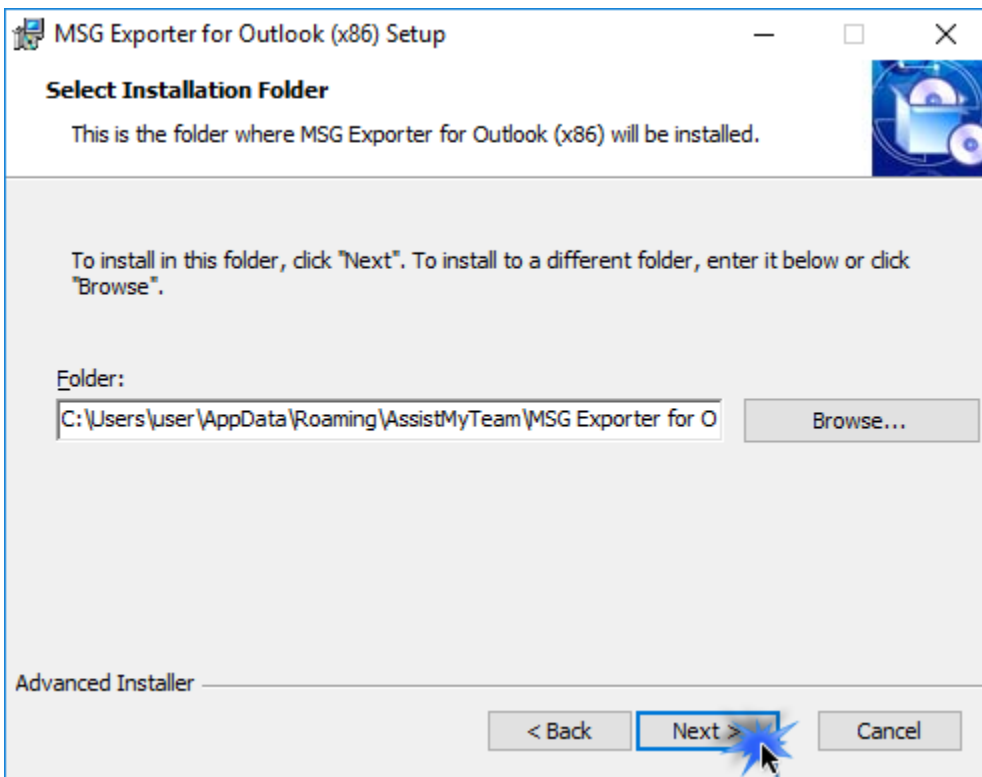 MSG Exporter for Outlook (x86) Setup
Select Installation Folder
This is the folder where MSG Exporter for Outlook (x86) will be installed.
To install in this folder, click "Next". To install to a different folder, enter it below or click
"Browse".
Folder:
C:\Users\user\AppData\Roaming\AssistMyTeam\MSG Exporter for O
Browse...
Advanced Installer
< Back
Next >
Cancel